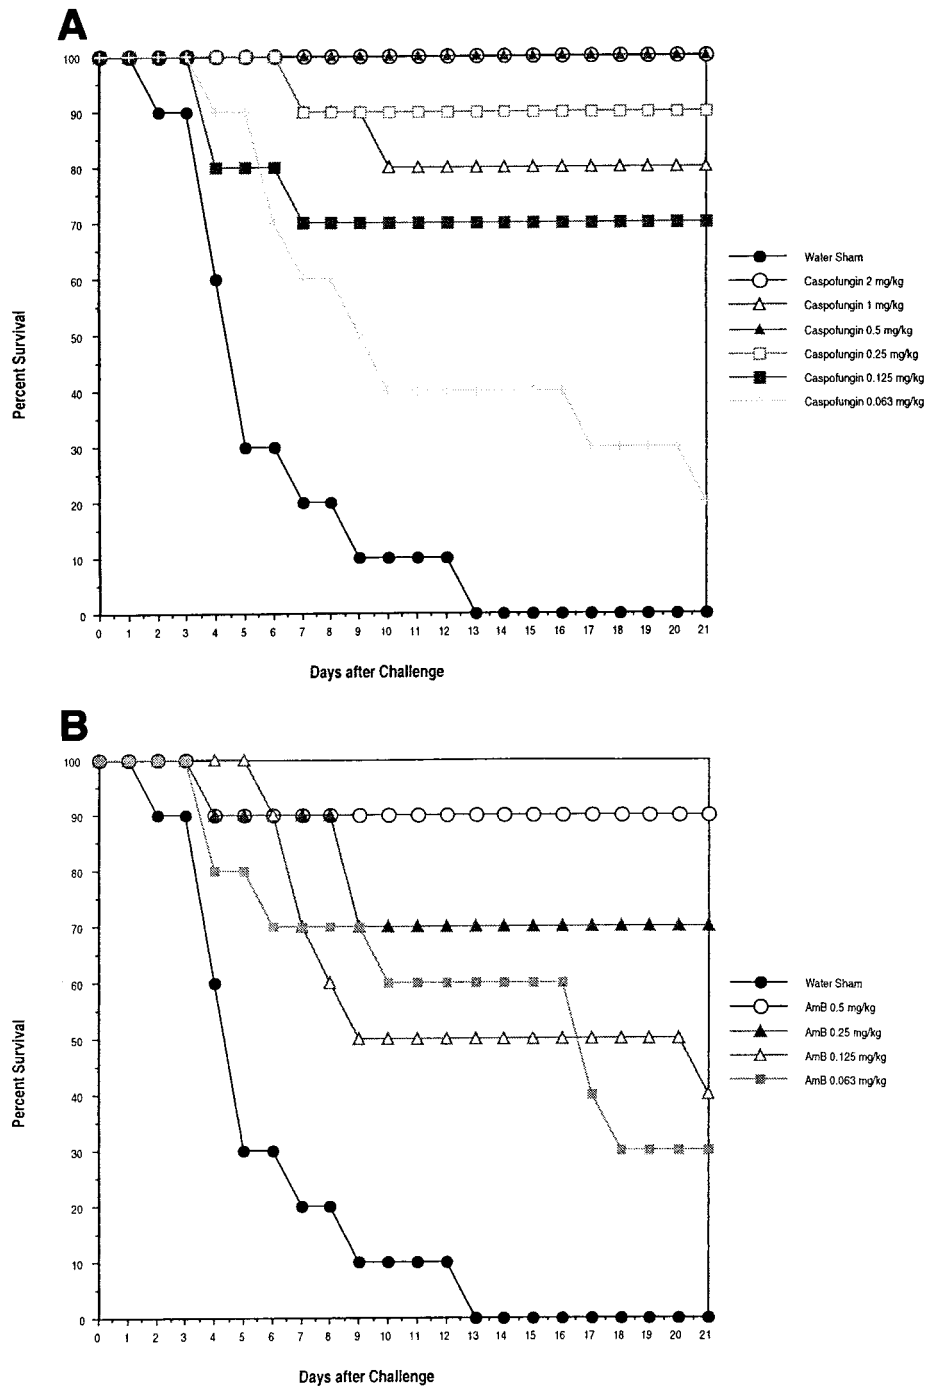 A
100
90
80
70
60
50
40
30
20
10
0
Percent Survival
0 1 2 3 4 5 6 7 8 9 10 11 12 13 14 15 16 17 18 19 20 21
Days after Challenge
Water Sham
Caspofungin 2 mg/kg
Caspofungin 1 mg/kg
Caspofungin 0.5 mg/kg
Caspofungin 0.25 mg/kg
Caspofungin 0.125 mg/kg
Caspofungin 0.063 mg/kg
B
100
90
80
70
60
50
40
30
20
10
0
Percent Survival
0 1 2 3 4 5 6 7 8 9 10 11 12 13 14 15 16 17 18 19 20 21
Days after Challenge
Water Sham
AmB 0.5 mg/kg
AmB 0.25 mg/kg
AmB 0.125 mg/kg
AmB 0.063 mg/kg